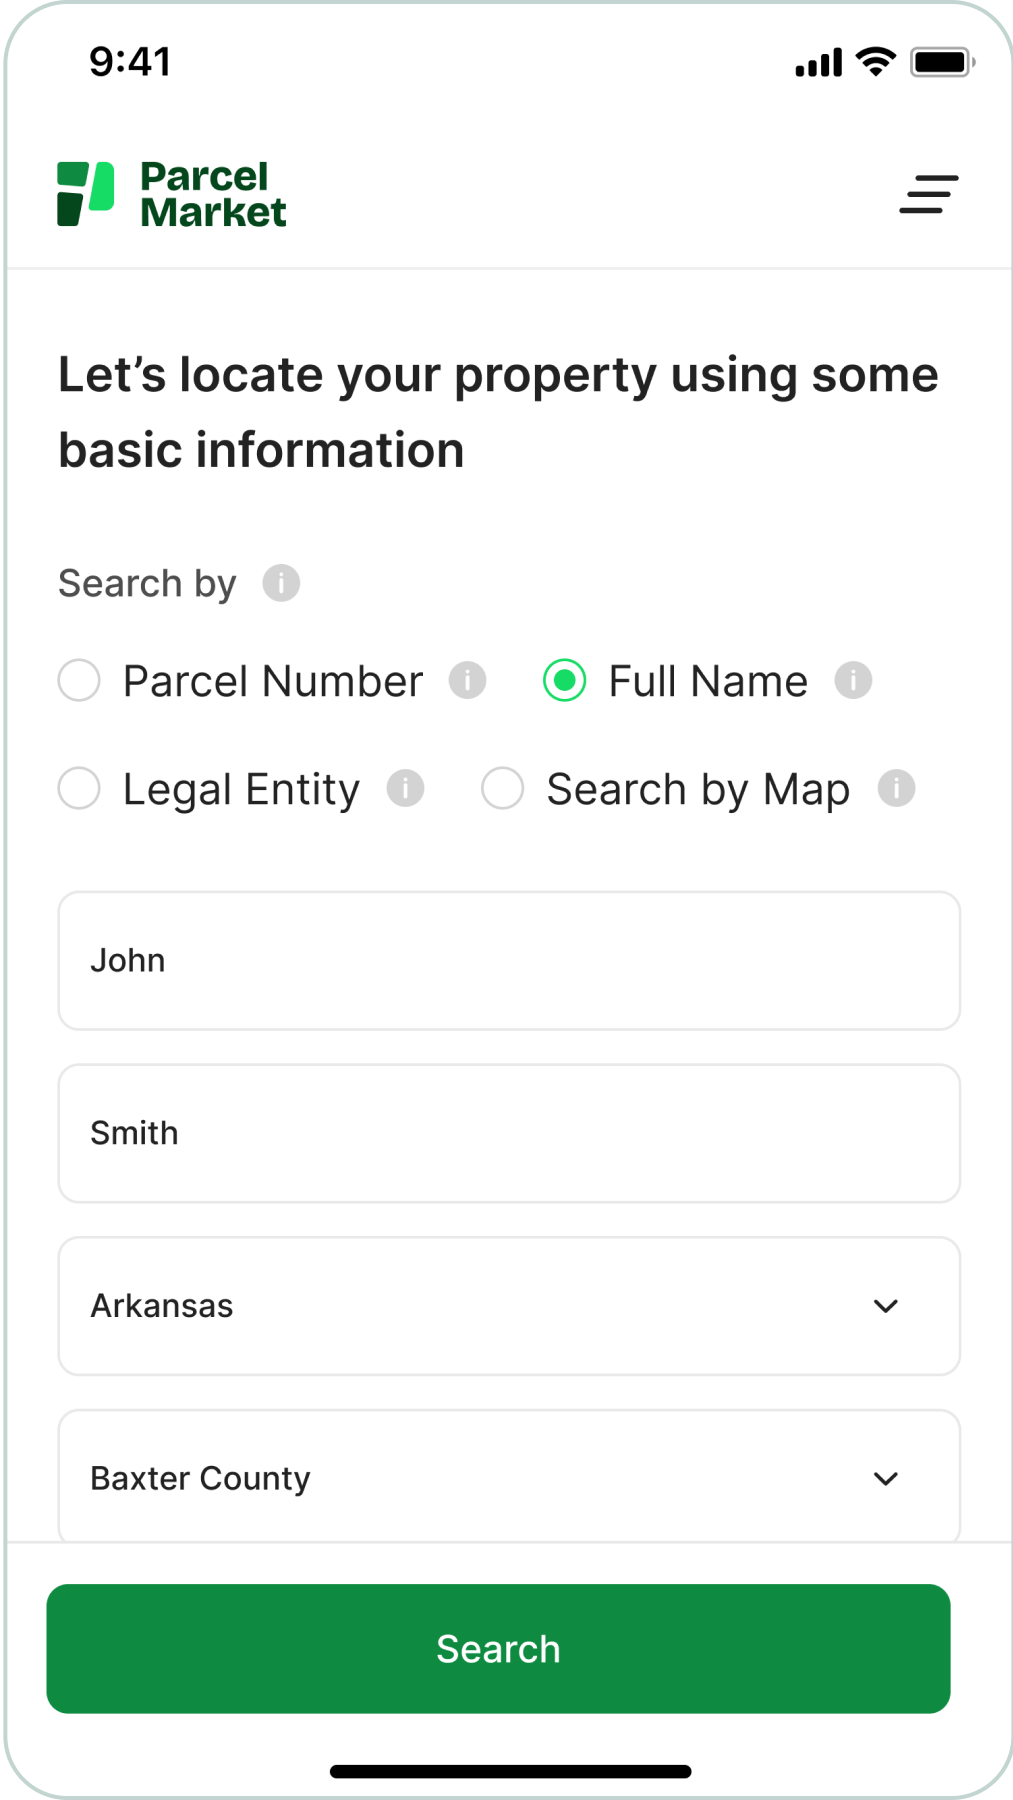 9:41
Parcel
Market
Let’s locate your property using some
basic information
Search by
Parcel Number
Full Name
Legal Entity
Search by Map
John
Smith
Arkansas
Baxter County
Search